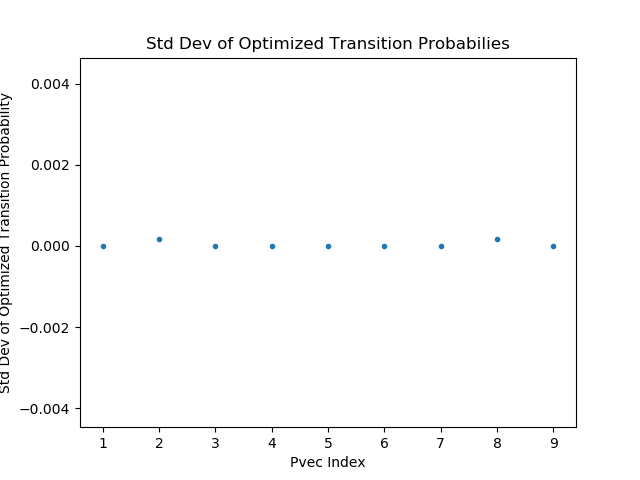 Std Dev of Optimized Transition Probabilies
Std Dev of Optimized Transition Probability
0.004
0.002
0.000
−0.002
−0.004
1 2 3 4 5 6 7 8 9
Pvec Index